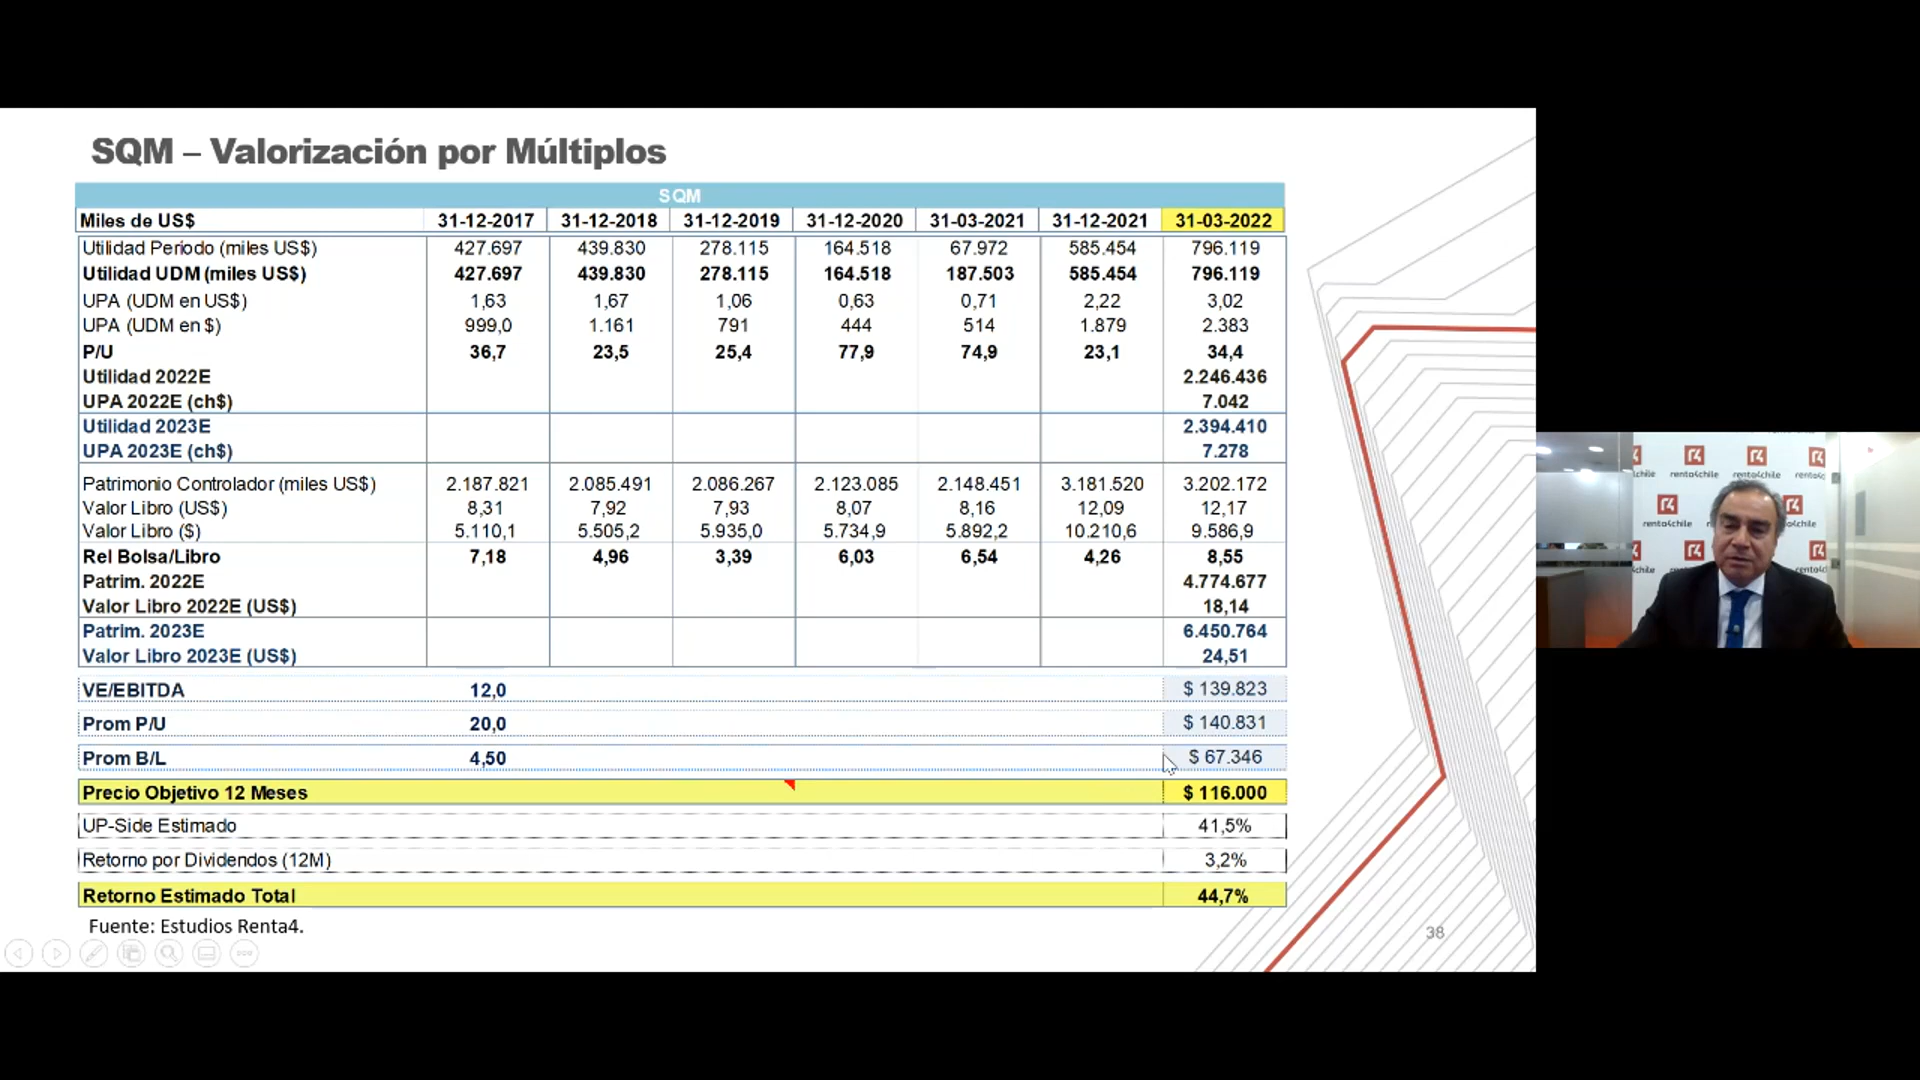 SQM – Valorización por Múltiplos
SQM
Miles de US$ 31-12-2017 31-12-2018 31-12-2019 31-12-2020 31-03-2021 31-12-2021 31-03-2022
Utilidad Período (miles US$) 427.697 439.830 278.115 164.518 67.972 585.454 796.119
Utilidad UDM (miles US$) 427.697 439.830 278.115 164.518 187.503 585.454 796.119
UPA (UDM en US$) 1,63 1,67 1,06 0,63 0,71 2,22 3,02
UPA (UDM en $) 999,0 1.161 791 444 514 1.879 2.383
P/U 36,7 23,5 25,4 77,9 74,9 23,1 34,4
Utilidad 2022E 2.246.436
UPA 2022E (ch$) 7.042
Utilidad 2023E 2.394.410
UPA 2023E (ch$) 7.278
Patrimonio Controlador (miles US$) 2.187.821 2.085.491 2.086.267 2.123.085 2.148.451 3.181.520 3.202.172
Valor Libro (US$) 8,31 7,92 7,93 8,07 8,16 12,09 12,17
Valor Libro ($) 5.110,1 5.505,2 5.935,0 5.734,9 5.892,2 10.210,6 9.586,9
Rel Bolsa/Libro 7,18 4,96 3,39 6,03 6,54 4,26 8,55
Patrim. 2022E 4.774.677
Valor Libro 2022E (US$) 18,14
Patrim. 2023E 6.450.764
Valor Libro 2023E (US$) 24,51
VE/EBITDA 12,0 $ 139.823
Prom P/U 20,0 $ 140.831
Prom B/L 4,50 $ 67.346
Precio Objetivo 12 Meses $ 116.000
UP-Side Estimado 41,5%
Retorno por Dividendos (12M) 3,2%
Retorno Estimado Total 44,7%
Fuente: Estudios Renta4.
38
renta4chile renta4chile
renta4chile